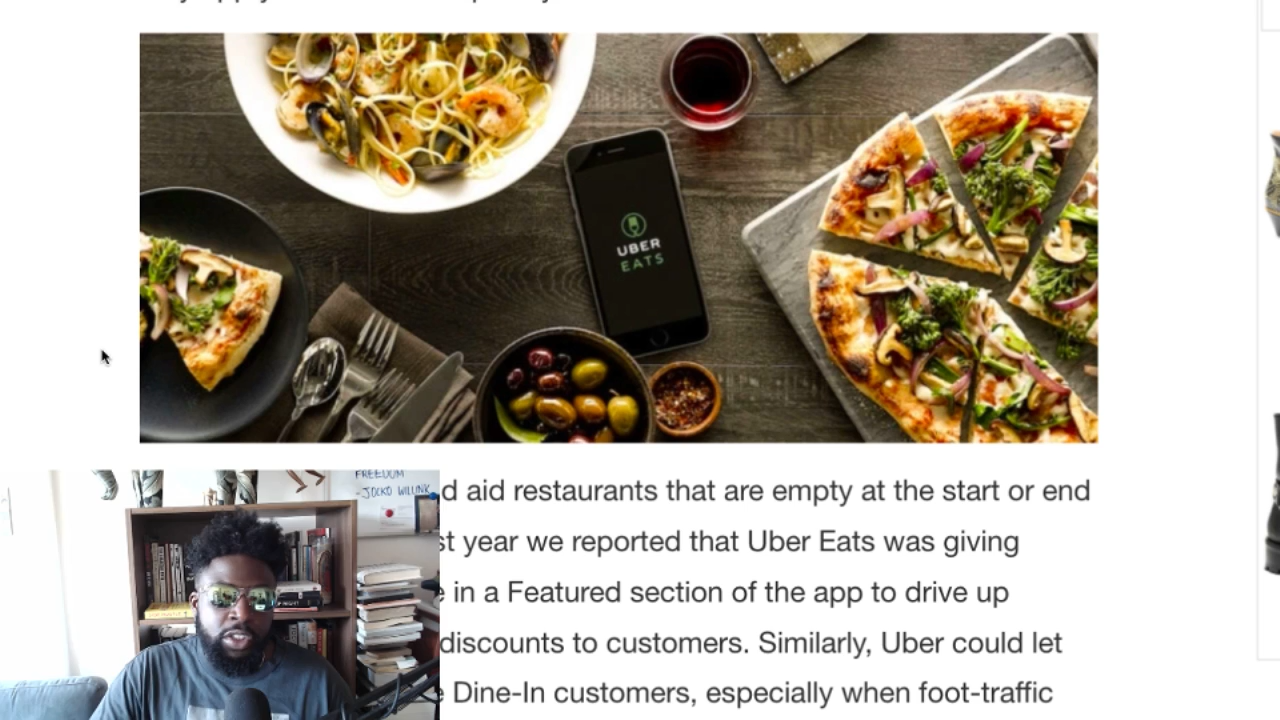 UBER
EATS
FREEDOM
-JOCKO WILLINK
d aid restaurants that are empty at the start or end
st year we reported that Uber Eats was giving
e in a Featured section of the app to drive up
discounts to customers. Similarly, Uber could let
e Dine-In customers, especially when foot-traffic